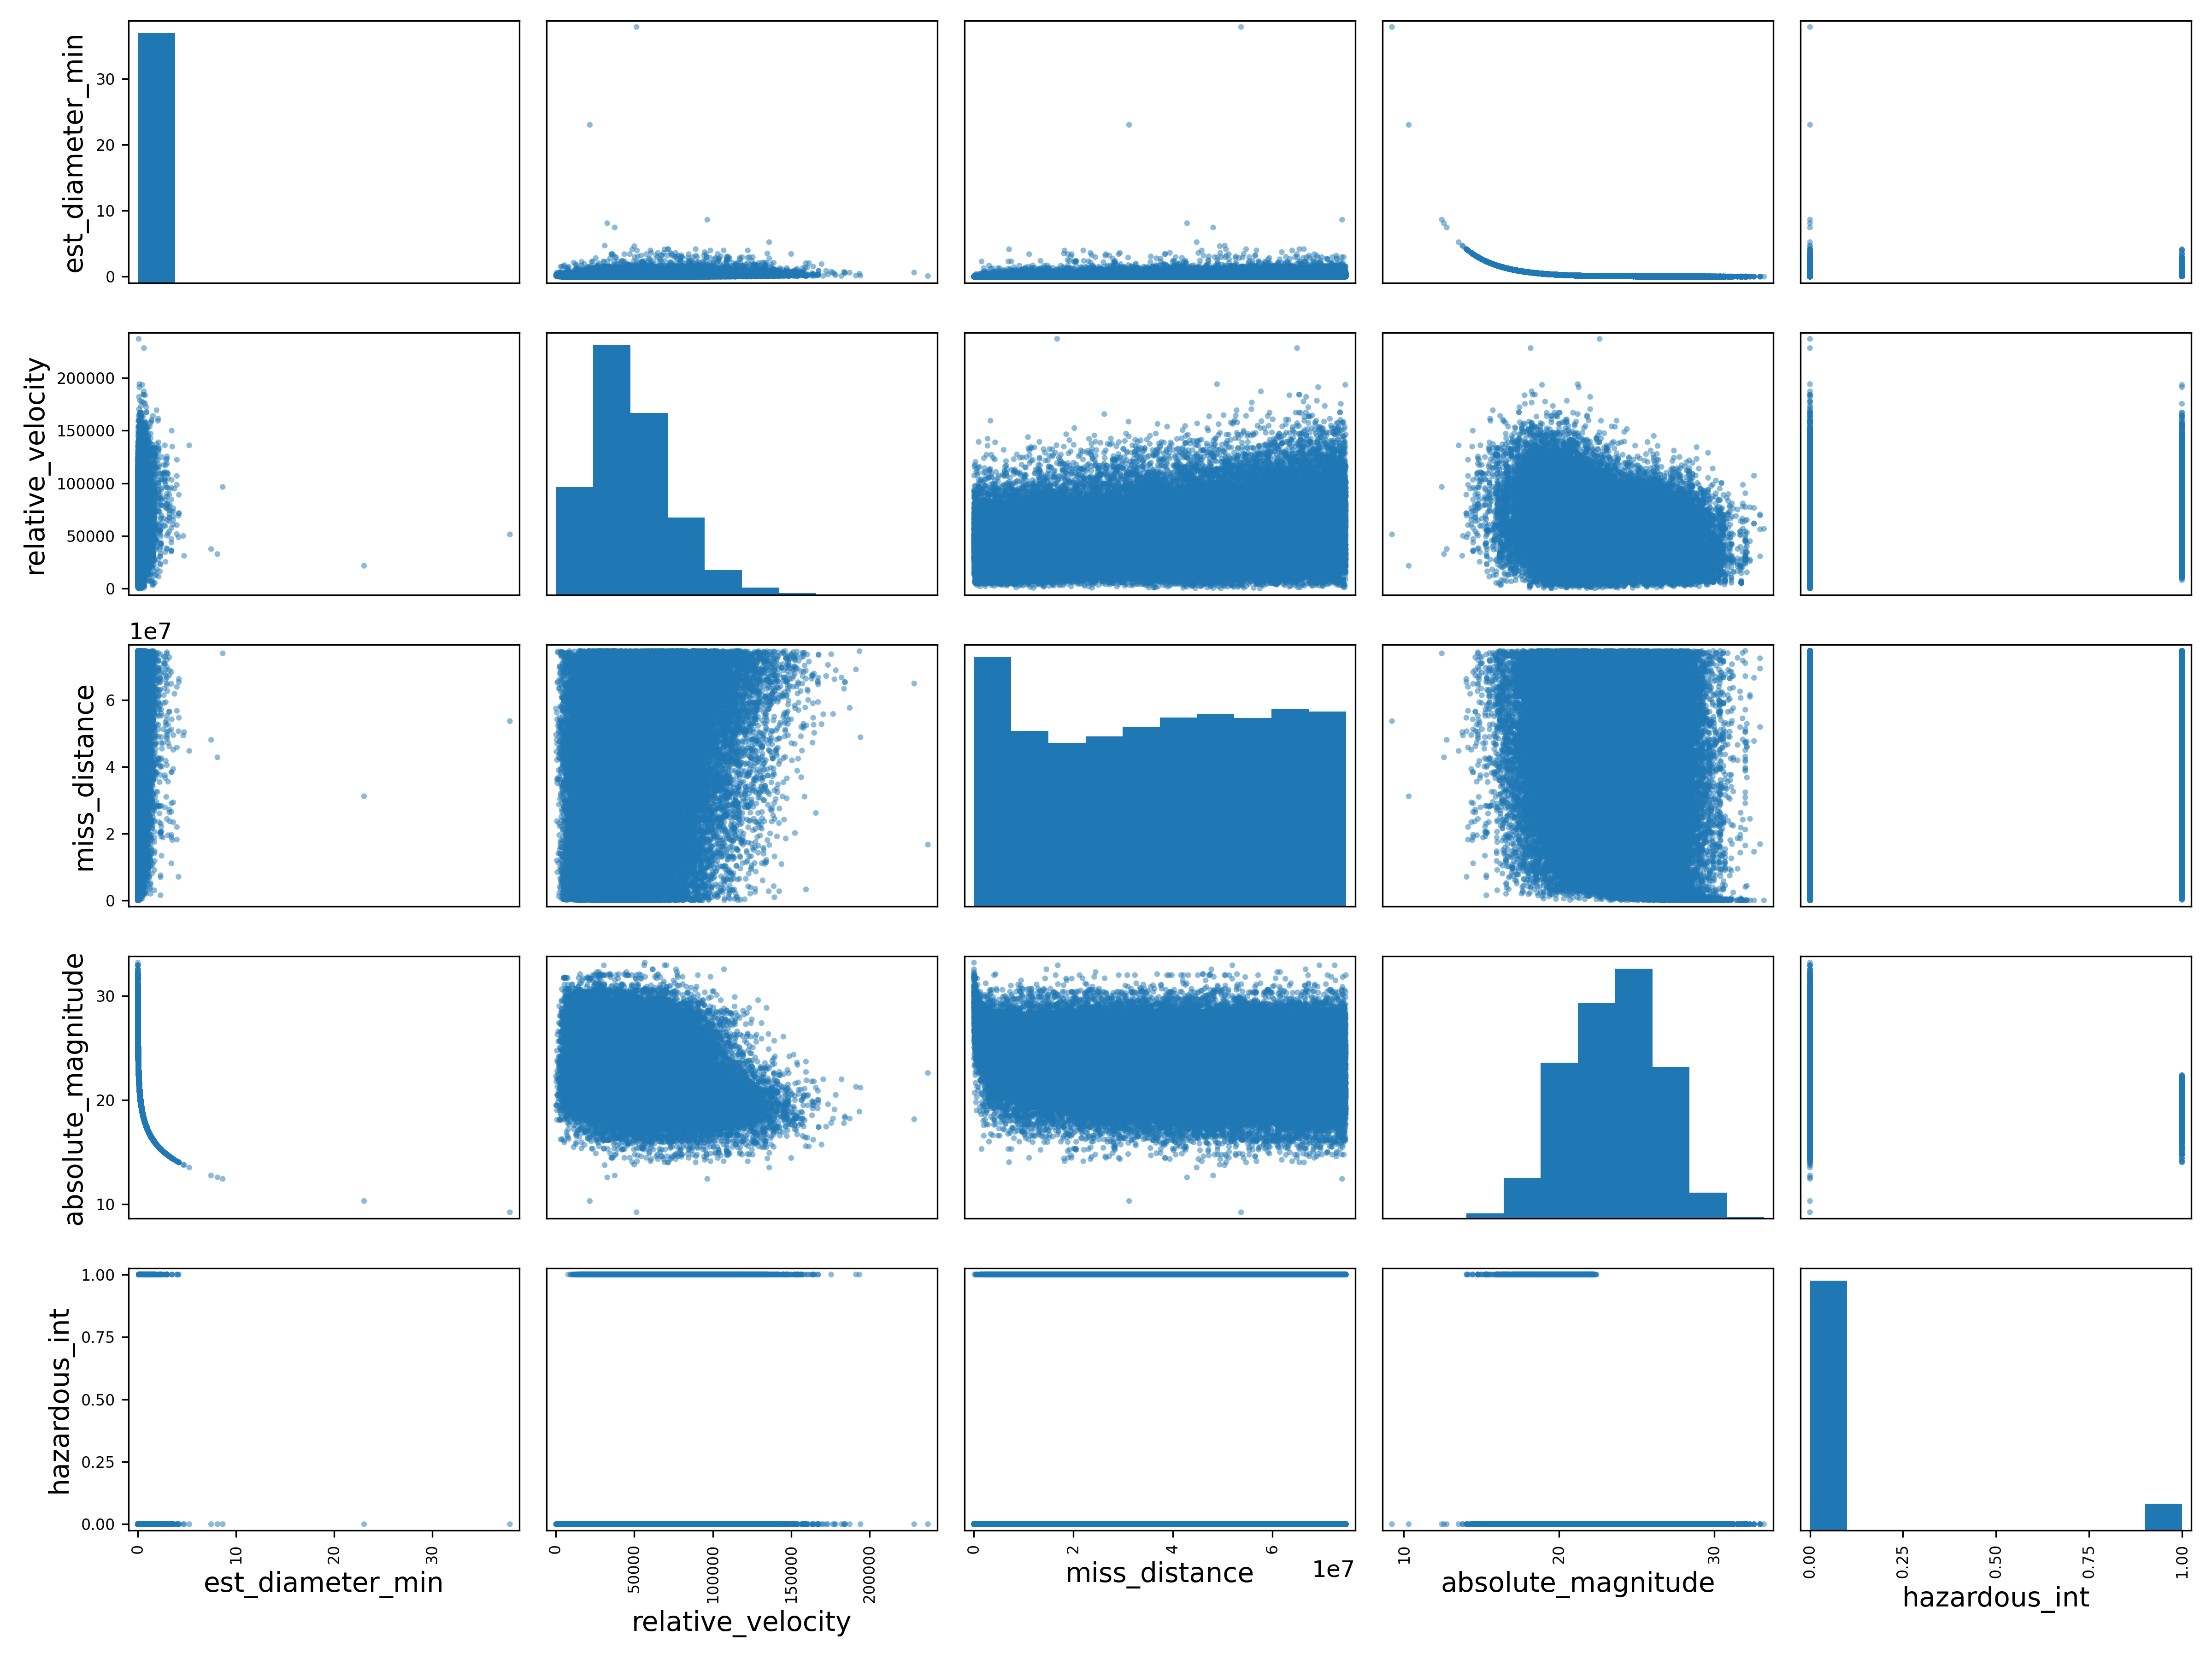 est_diameter_min
30
20
10
0
relative_velocity
200000
150000
100000
50000
0
1e7
miss_distance
6
4
2
0
absolute_magnitude
30
20
10
hazardous_int
1.00
0.75
0.50
0.25
0.00
0 10 20 30
est_diameter_min
0 50000 100000 150000 200000
relative_velocity
0 2 4 6
1e7
miss_distance
10 20 30
absolute_magnitude
0.00 0.25 0.50 0.75 1.00
hazardous_int